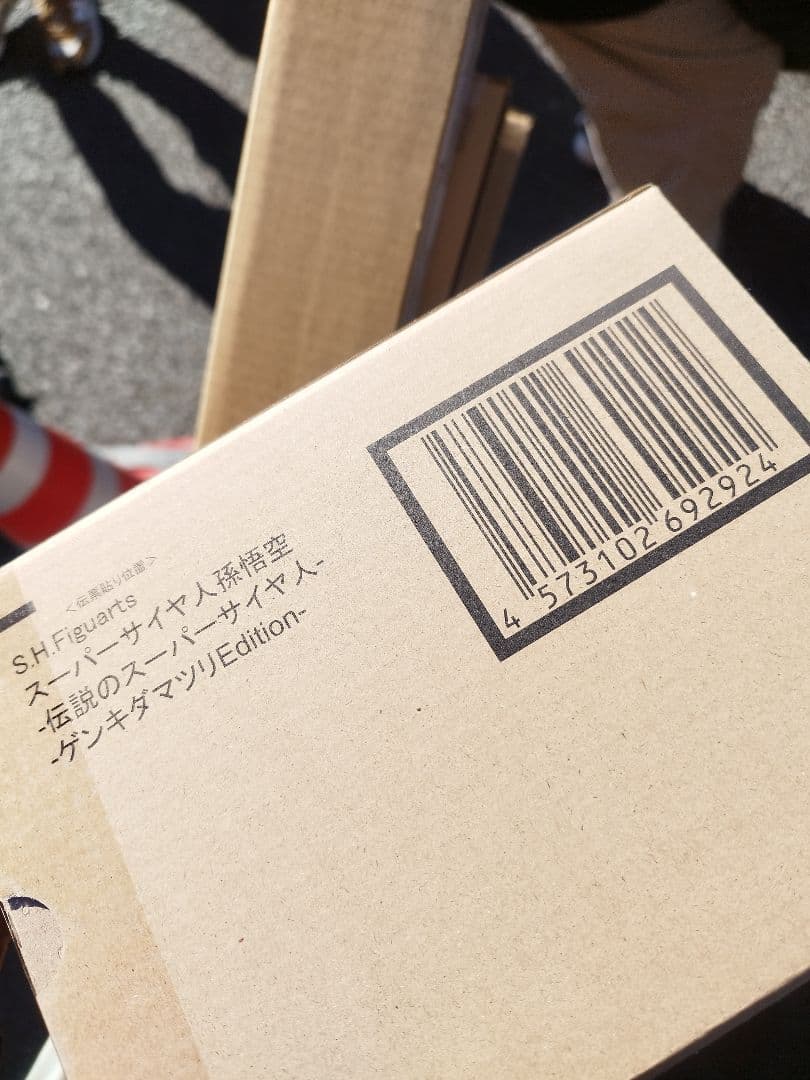 <伝票貼り位置>
S.H.Figuarts
スーパーサイヤ人孫悟空
-伝説のスーパーサイヤ人-
-ゲンキダマツリEdition-
4 573102 692924